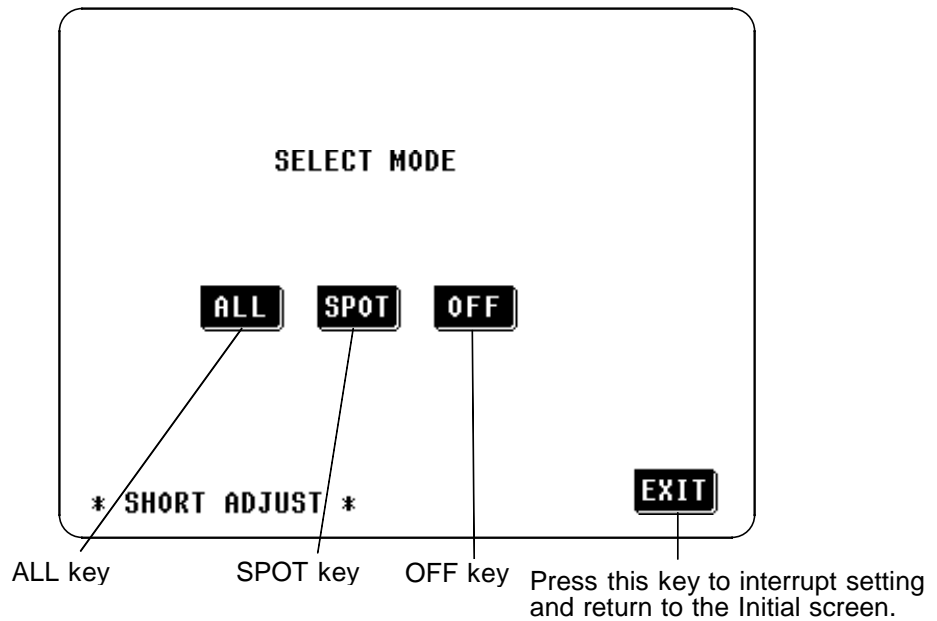 SELECT MODE
ALL SPOT OFF
* SHORT ADJUST * EXIT
ALL key SPOT key OFF key
Press this key to interrupt setting
and return to the Initial screen.